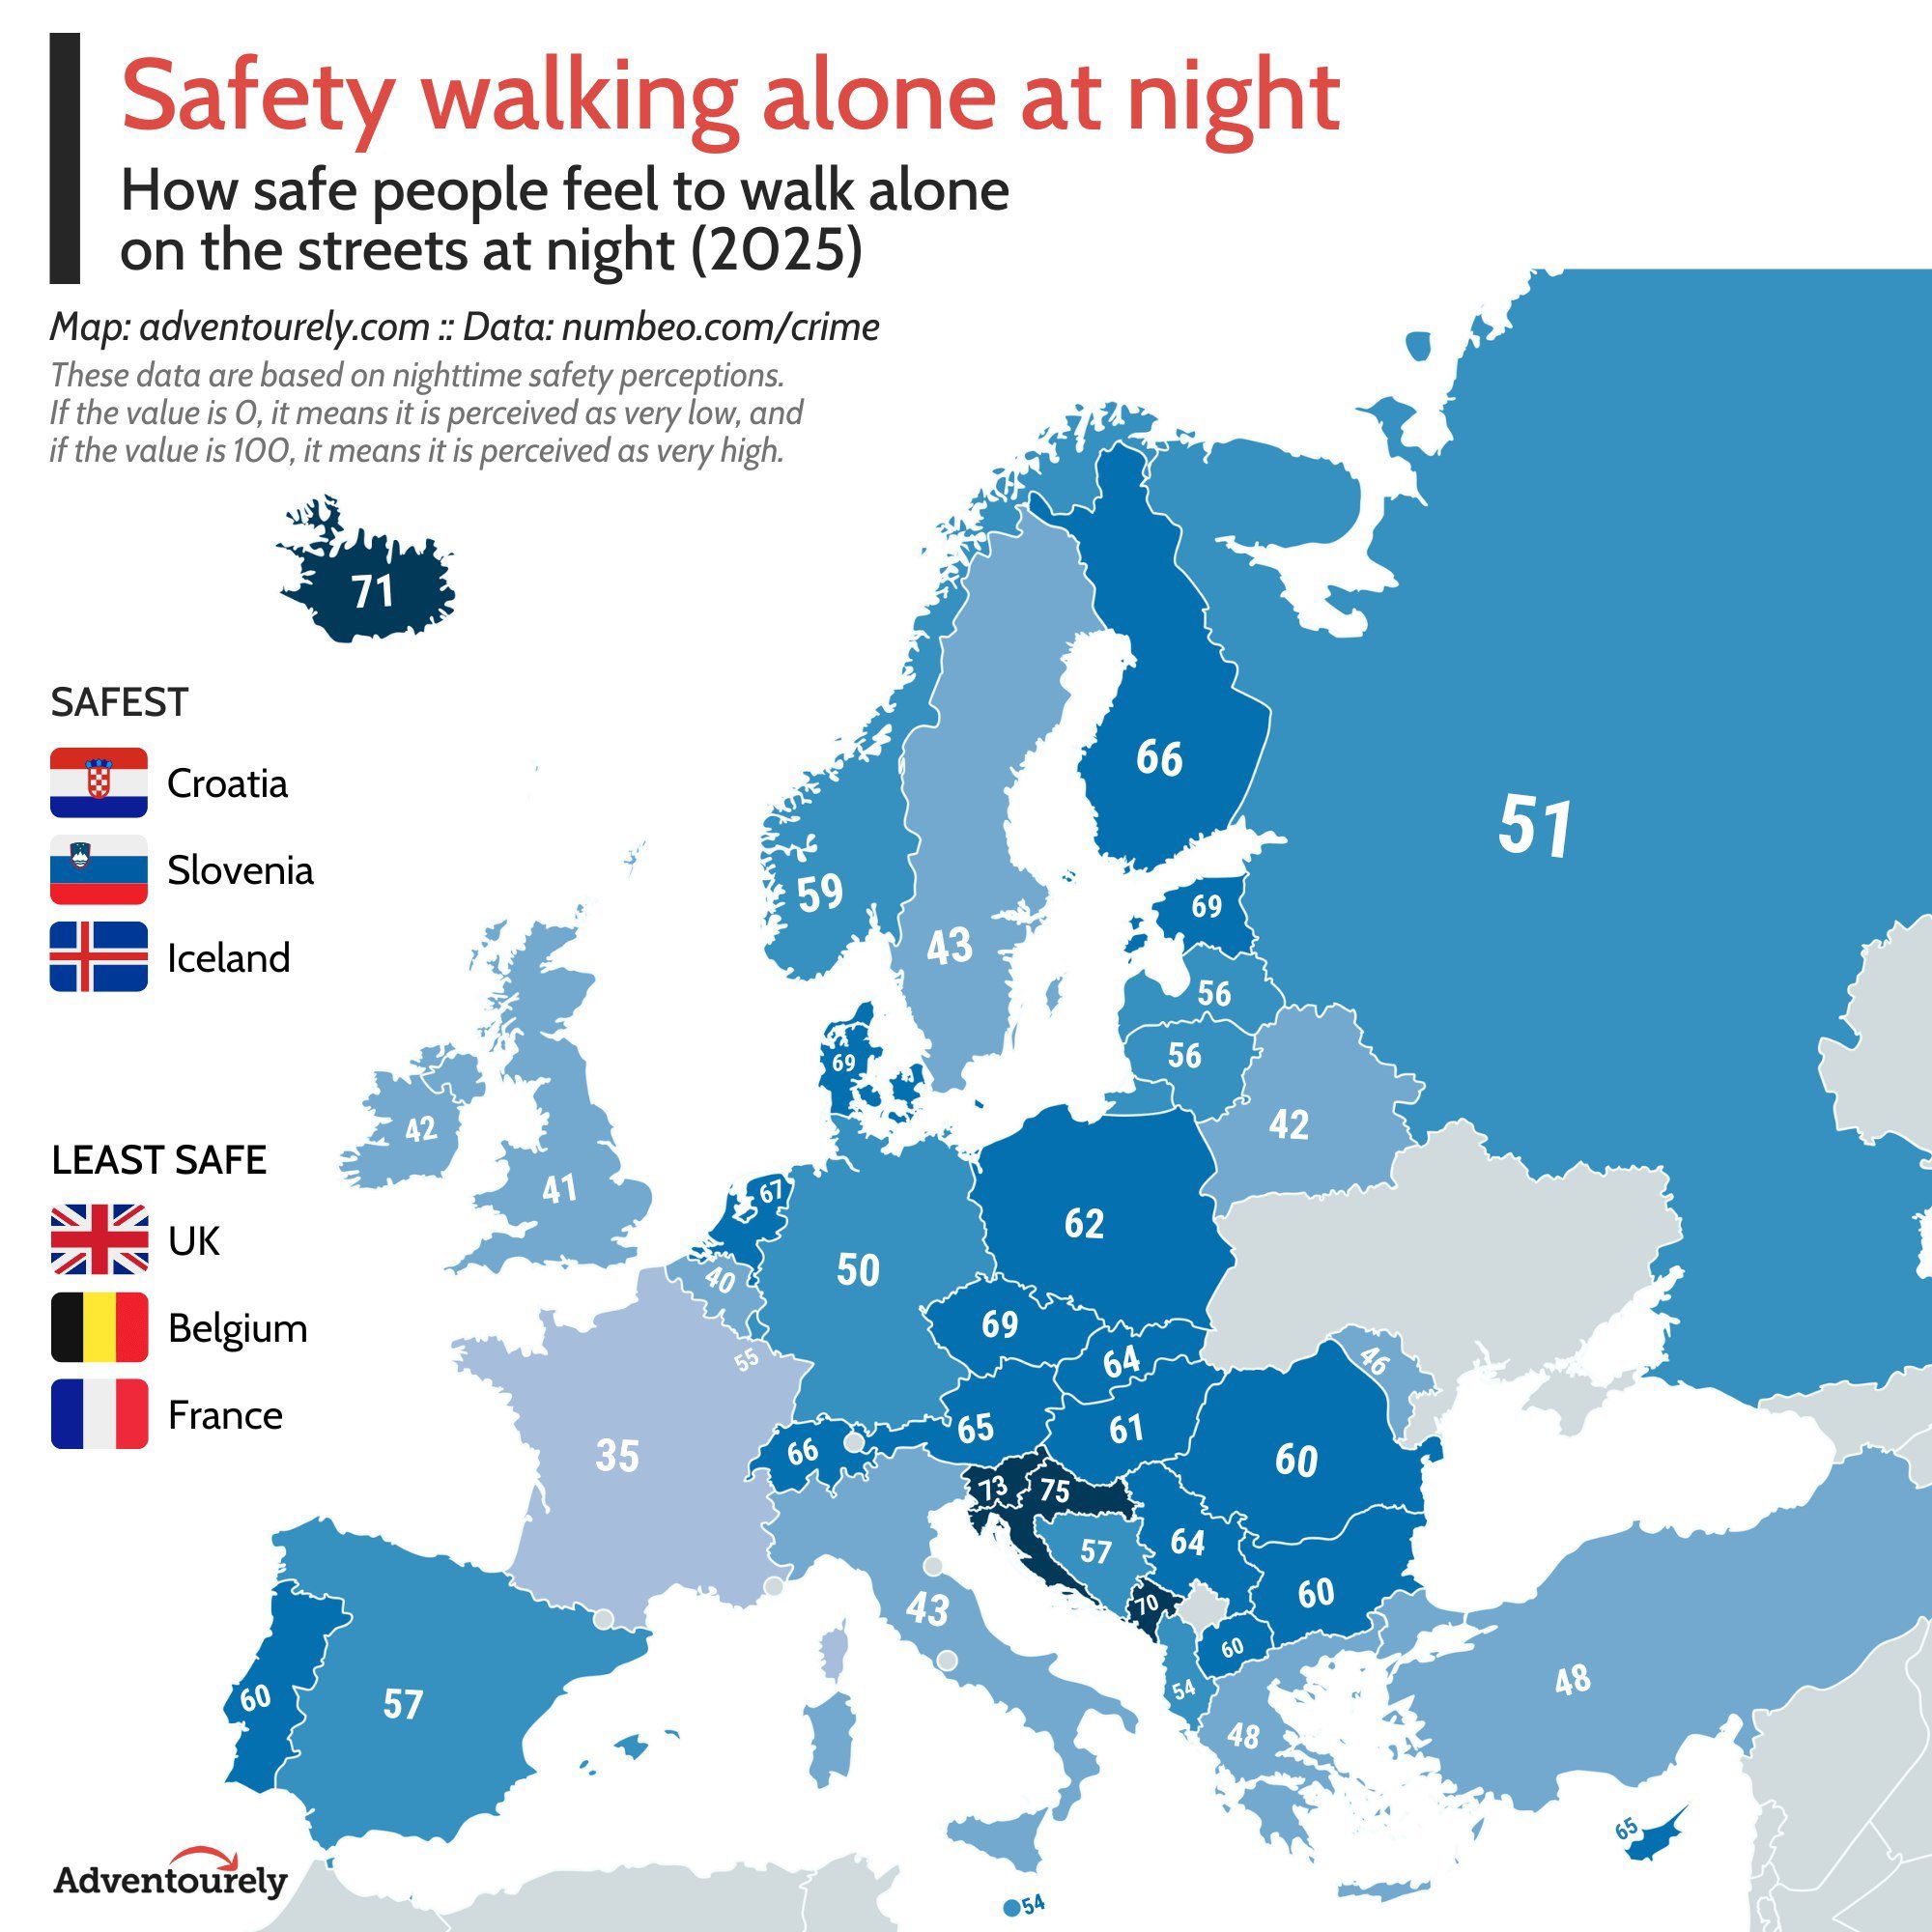 Safety walking alone at night
How safe people feel to walk alone
on the streets at night (2025)
Map: adventourely.com :: Data: numbeo.com/crime
These data are based on nighttime safety perceptions.
If the value is 0, it means it is perceived as very low, and
if the value is 100, it means it is perceived as very high.
71
SAFEST
Croatia
Slovenia
Iceland
LEAST SAFE
UK
Belgium
France
66
51
59
43
69
56
56
69
42
42
41
67
62
50
40
69
64
55
46
65
61
35
66
60
73
75
57
64
60
70
43
60
60
57
54
48
48
65
54
Adventourely